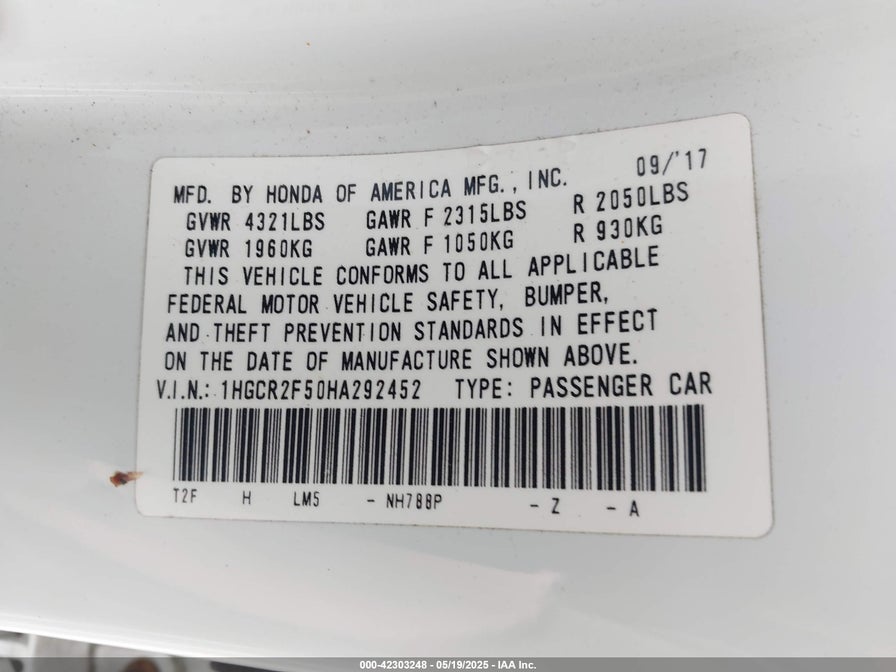 09/'17
MFD. BY HONDA OF AMERICA MFG., INC.
GVWR 4321LBS GAWR F 2315LBS R 2050LBS
GVWR 1960KG GAWR F 1050KG R 930KG
THIS VEHICLE CONFORMS TO ALL APPLICABLE
FEDERAL MOTOR VEHICLE SAFETY, BUMPER,
AND THEFT PREVENTION STANDARDS IN EFFECT
ON THE DATE OF MANUFACTURE SHOWN ABOVE.
V.I.N.: 1HGCR2F50HA292452 TYPE: PASSENGER CAR
T2F H LM5 - NH788P - Z - A
000-42303248 - 05/19/2025 - IAA Inc.